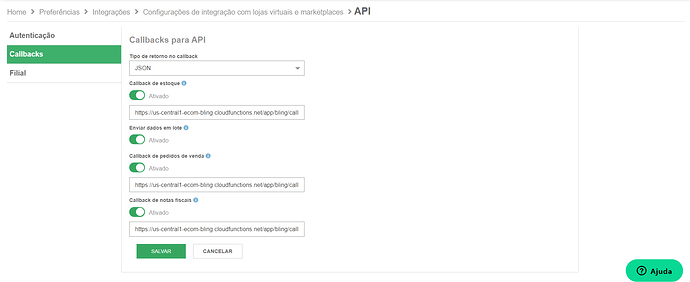 Home > Preferências > Integrações > Configurações de integração com lojas virtuais e marketplaces > API
Autenticação
Callbacks
Filial
Callbacks para API
Tipo de retorno no callback
JSON
Callback de estoque
Ativado
https://us-central1-ecom-bling.cloudfunctions.net/app/bling/call
Enviar dados em lote
Ativado
Callback de pedidos de venda
Ativado
https://us-central1-ecom-bling.cloudfunctions.net/app/bling/call
Callback de notas fiscais
Ativado
https://us-central1-ecom-bling.cloudfunctions.net/app/bling/call
SALVAR CANCELAR
Ajuda